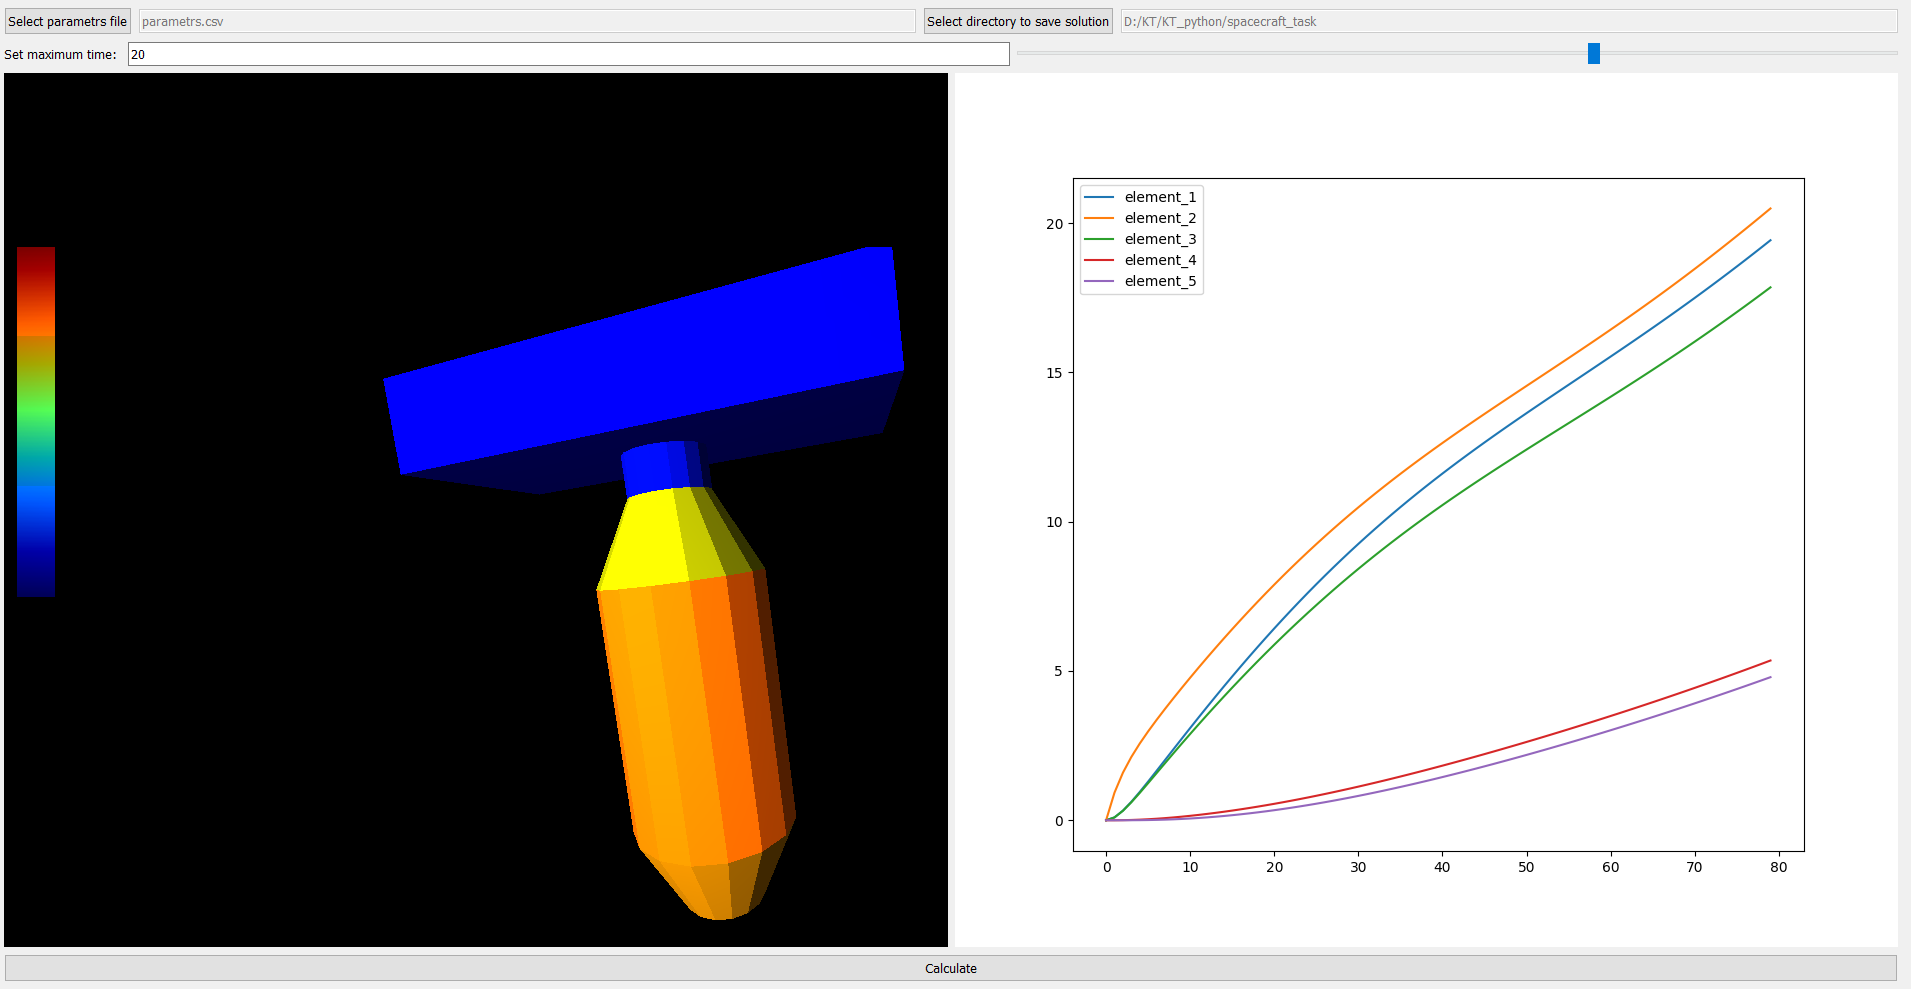 Select parametrs file parametrs.csv Select directory to save solution D:/KT/KT_python/spacecraft_task
Set maximum time: 20
element_1
element_2
element_3
element_4
element_5
20
15
10
5
0
0 10 20 30 40 50 60 70 80
Calculate